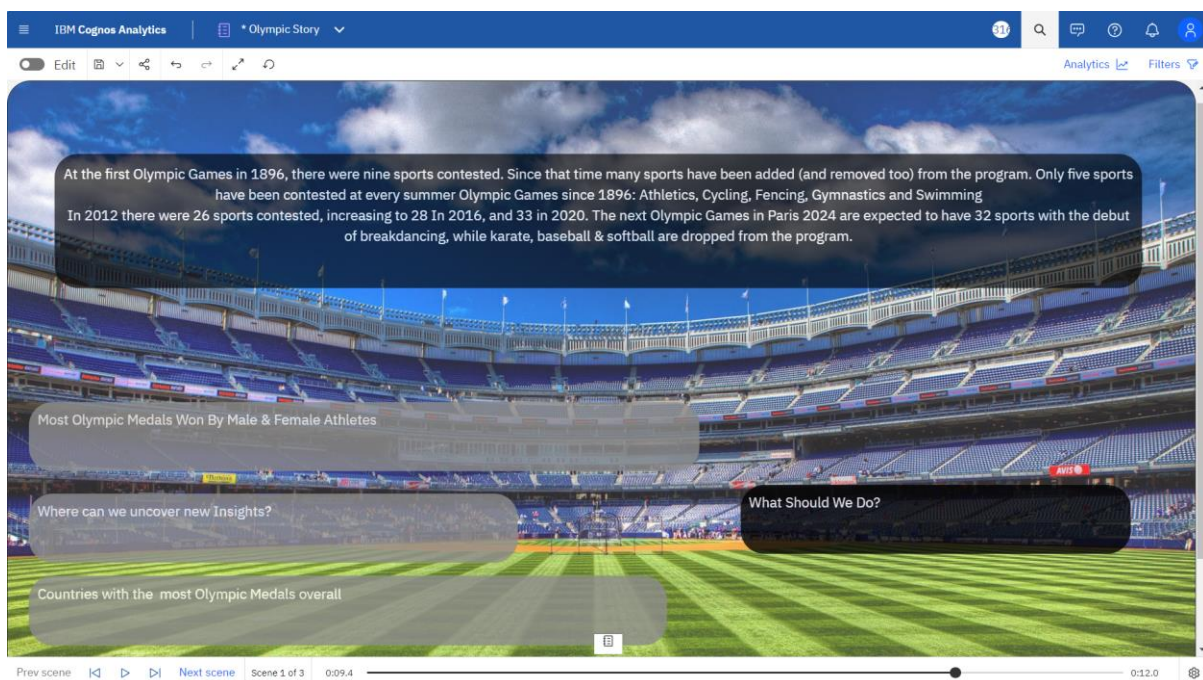 IBM Cognos Analytics
* Olympic Story
Edit
Analytics
Filters
At the first Olympic Games in 1896, there were nine sports contested. Since that time many sports have been added (and removed too) from the program. Only five sports
have been contested at every summer Olympic Games since 1896: Athletics, Cycling, Fencing, Gymnastics and Swimming
In 2012 there were 26 sports contested, increasing to 28 In 2016, and 33 in 2020. The next Olympic Games in Paris 2024 are expected to have 32 sports with the debut
of breakdancing, while karate, baseball & softball are dropped from the program.
Most Olympic Medals Won By Male & Female Athletes
AVIS
Where can we uncover new Insights?
What Should We Do?
Countries with the most Olympic Medals overall
Prev scene
Next scene
Scene 1 of 3
0:09.4
0:12.0